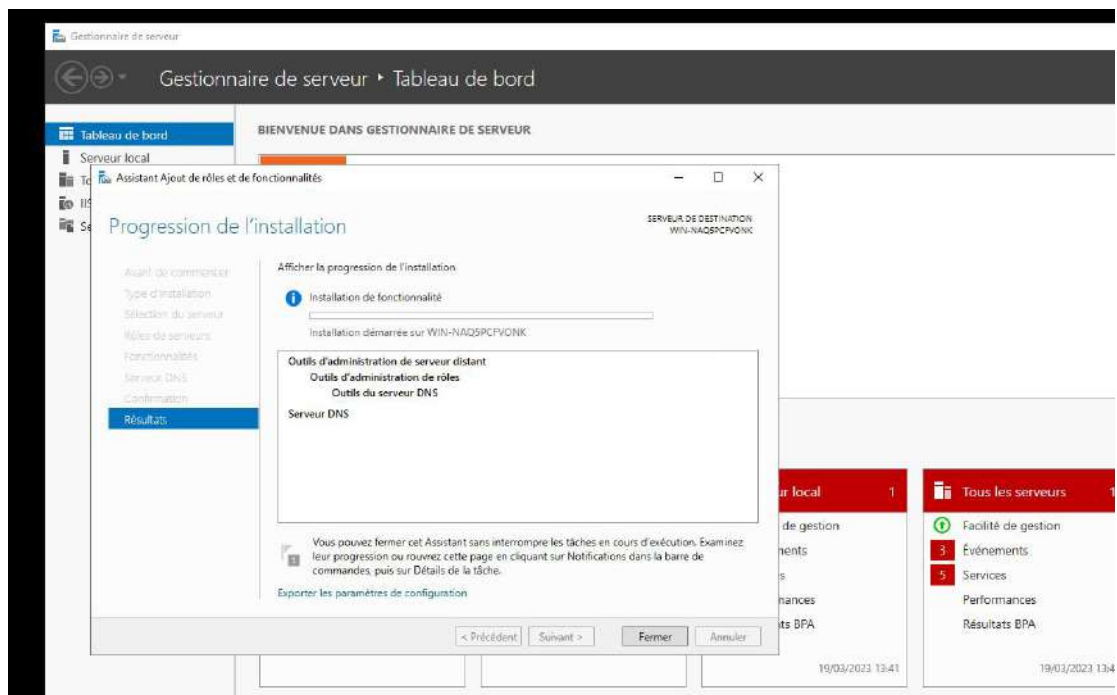 Gestionnaire de serveur
Gestionnaire de serveur ‣ Tableau de bord
Tableau de bord
BIENVENUE DANS GESTIONNAIRE DE SERVEUR
Serveur local
To
IIS
Se
Assistant Ajout de rôles et de fonctionnalités
Progression de l'installation
SERVEUR DE DESTINATION
WIN-NAQ5PCFVONK
Avant de commencer
Type d'installation
Sélection du serveur
Rôles de serveurs
Fonctionnalités
Serveur DNS
Confirmation
Résultats
Afficher la progression de l'installation
Installation de fonctionnalité
Installation démarrée sur WIN-NAQ5PCFVONK
Outils d'administration de serveur distant
Outils d'administration de rôles
Outils du serveur DNS
Serveur DNS
Vous pouvez fermer cet Assistant sans interrompre les tâches en cours d'exécution. Examinez
leur progression ou rouvrez cette page en cliquant sur Notifications dans la barre de
commandes, puis sur Détails de la tâche.
Exporter les paramètres de configuration
< Précédent Suivant > Fermer Annuler
ur local 1
de gestion
nents
s
nances
ts BPA
19/03/2023 13:41
Tous les serveurs 1
Facilité de gestion
3 Événements
5 Services
Performances
Résultats BPA
19/03/2023 13:4